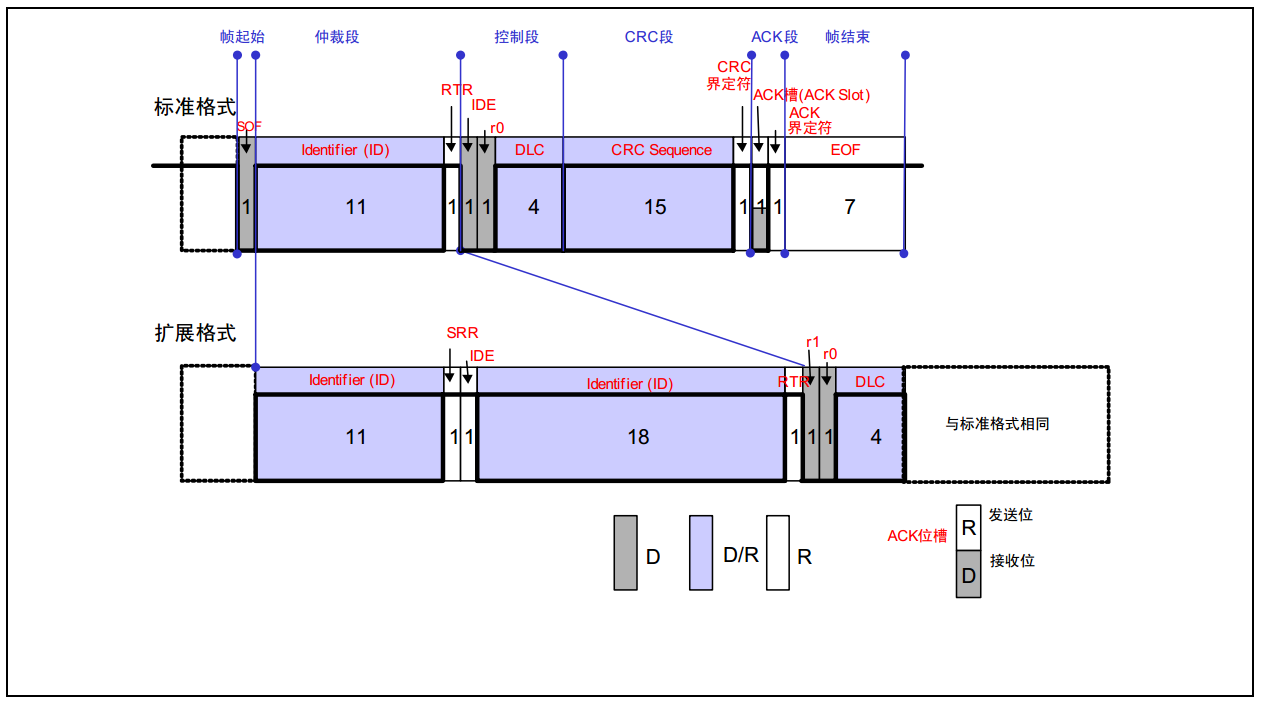 帧起始 仲裁段 控制段 CRC段 ACK段 帧结束
CRC
界定符
RTR
IDE
ACK槽(ACK Slot)
标准格式
SOF
r0
ACK
界定符
Identifier (ID) DLC CRC Sequence EOF
1 11 1 1 1 4 15 1 1 1 7
扩展格式
SRR
IDE
r1
r0
Identifier (ID) Identifier (ID) RTR DLC
11 1 1 18 1 1 1 4 与标准格式相同
D D/R R
ACK位槽
R 发送位
D 接收位